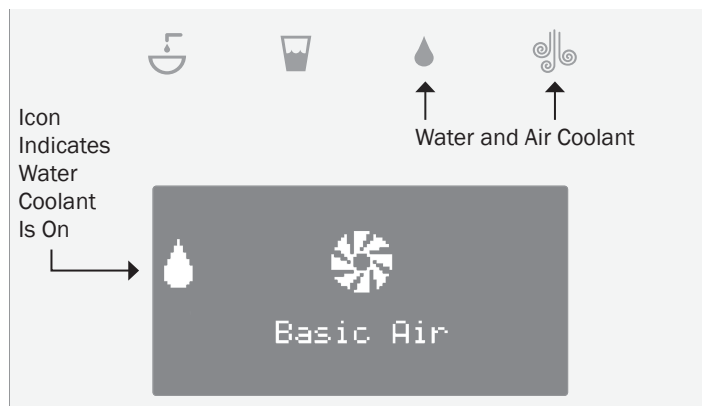 Water and Air Coolant
Icon
Indicates
Water
Coolant
Is On
Basic Air